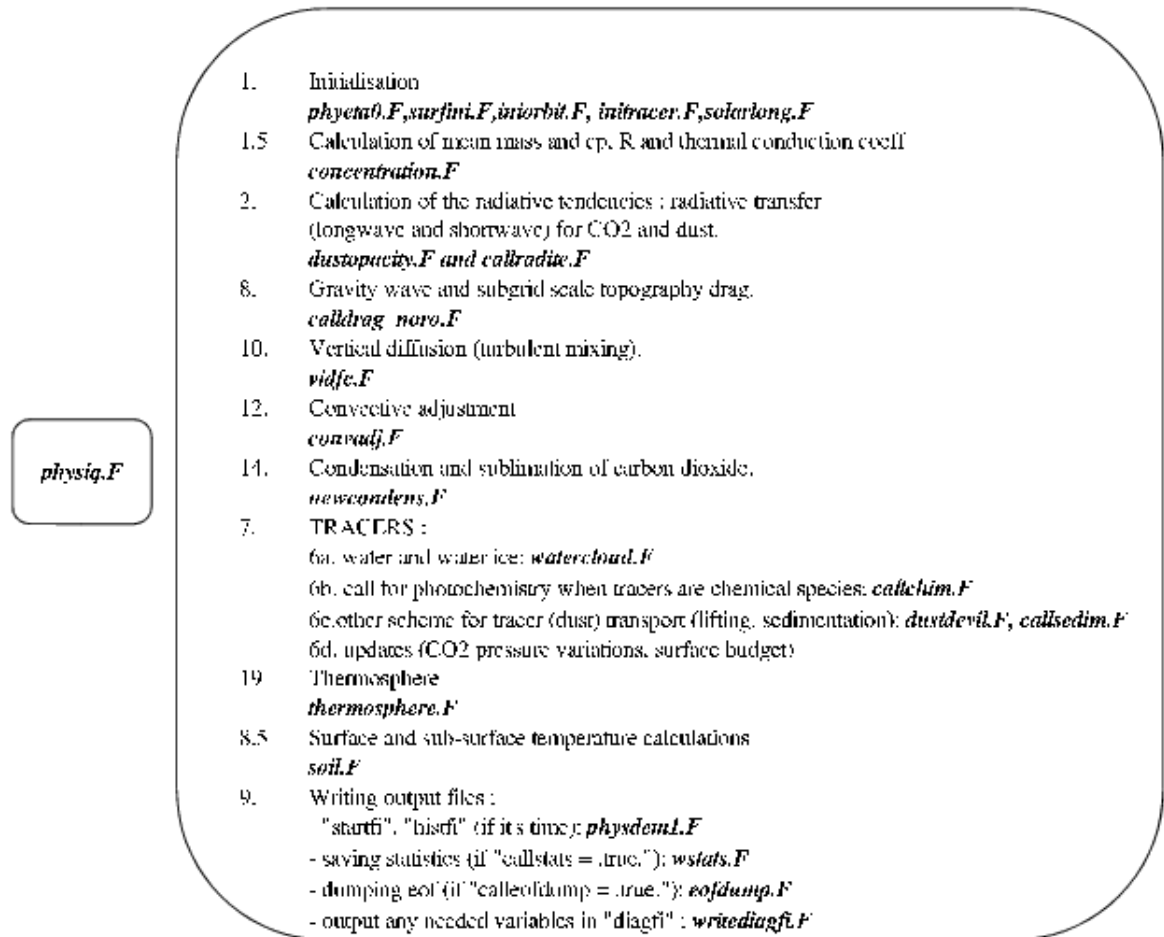 1. Initialisation
phyeta0.F,surfini.F,iniorbit.F, initracer.F,solarlong.F
1.5 Calculation of mean mass and cp, R and thermal conduction coeff
concentration.F
2. Calculation of the radiative tendencies : radiative transfer
(longwave and shortwave) for CO2 and dust.
dustopacity.F and callradite.F
8. Gravity wave and subgrid scale topography drag.
calldrag_noro.F
10. Vertical diffusion (turbulent mixing).
vidfc.F
12. Convective adjustment
convadj.F
14. Condensation and sublimation of carbon dioxide.
physiq.F
newcondens.F
7. TRACERS :
6a. water and water ice: watercloud.F
6b. call for photochemistry when tracers are chemical species: callchim.F
6c.other scheme for tracer (dust) transport (lifting, sedimentation): dustdevil.F, callsedim.F
6d. updates (CO2 pressure variations, surface budget)
19 Thermosphere
thermosphere.F
8.5 Surface and sub-surface temperature calculations
soil.F
9. Writing output files :
- "startfi", "histfi" (if it's time): physdem1.F
- saving statistics (if "callstats = .true."): wstats.F
- dumping eof (if "calleofdump = .true."): eofdump.F
- output any needed variables in "diagfi" : writediagfi.F